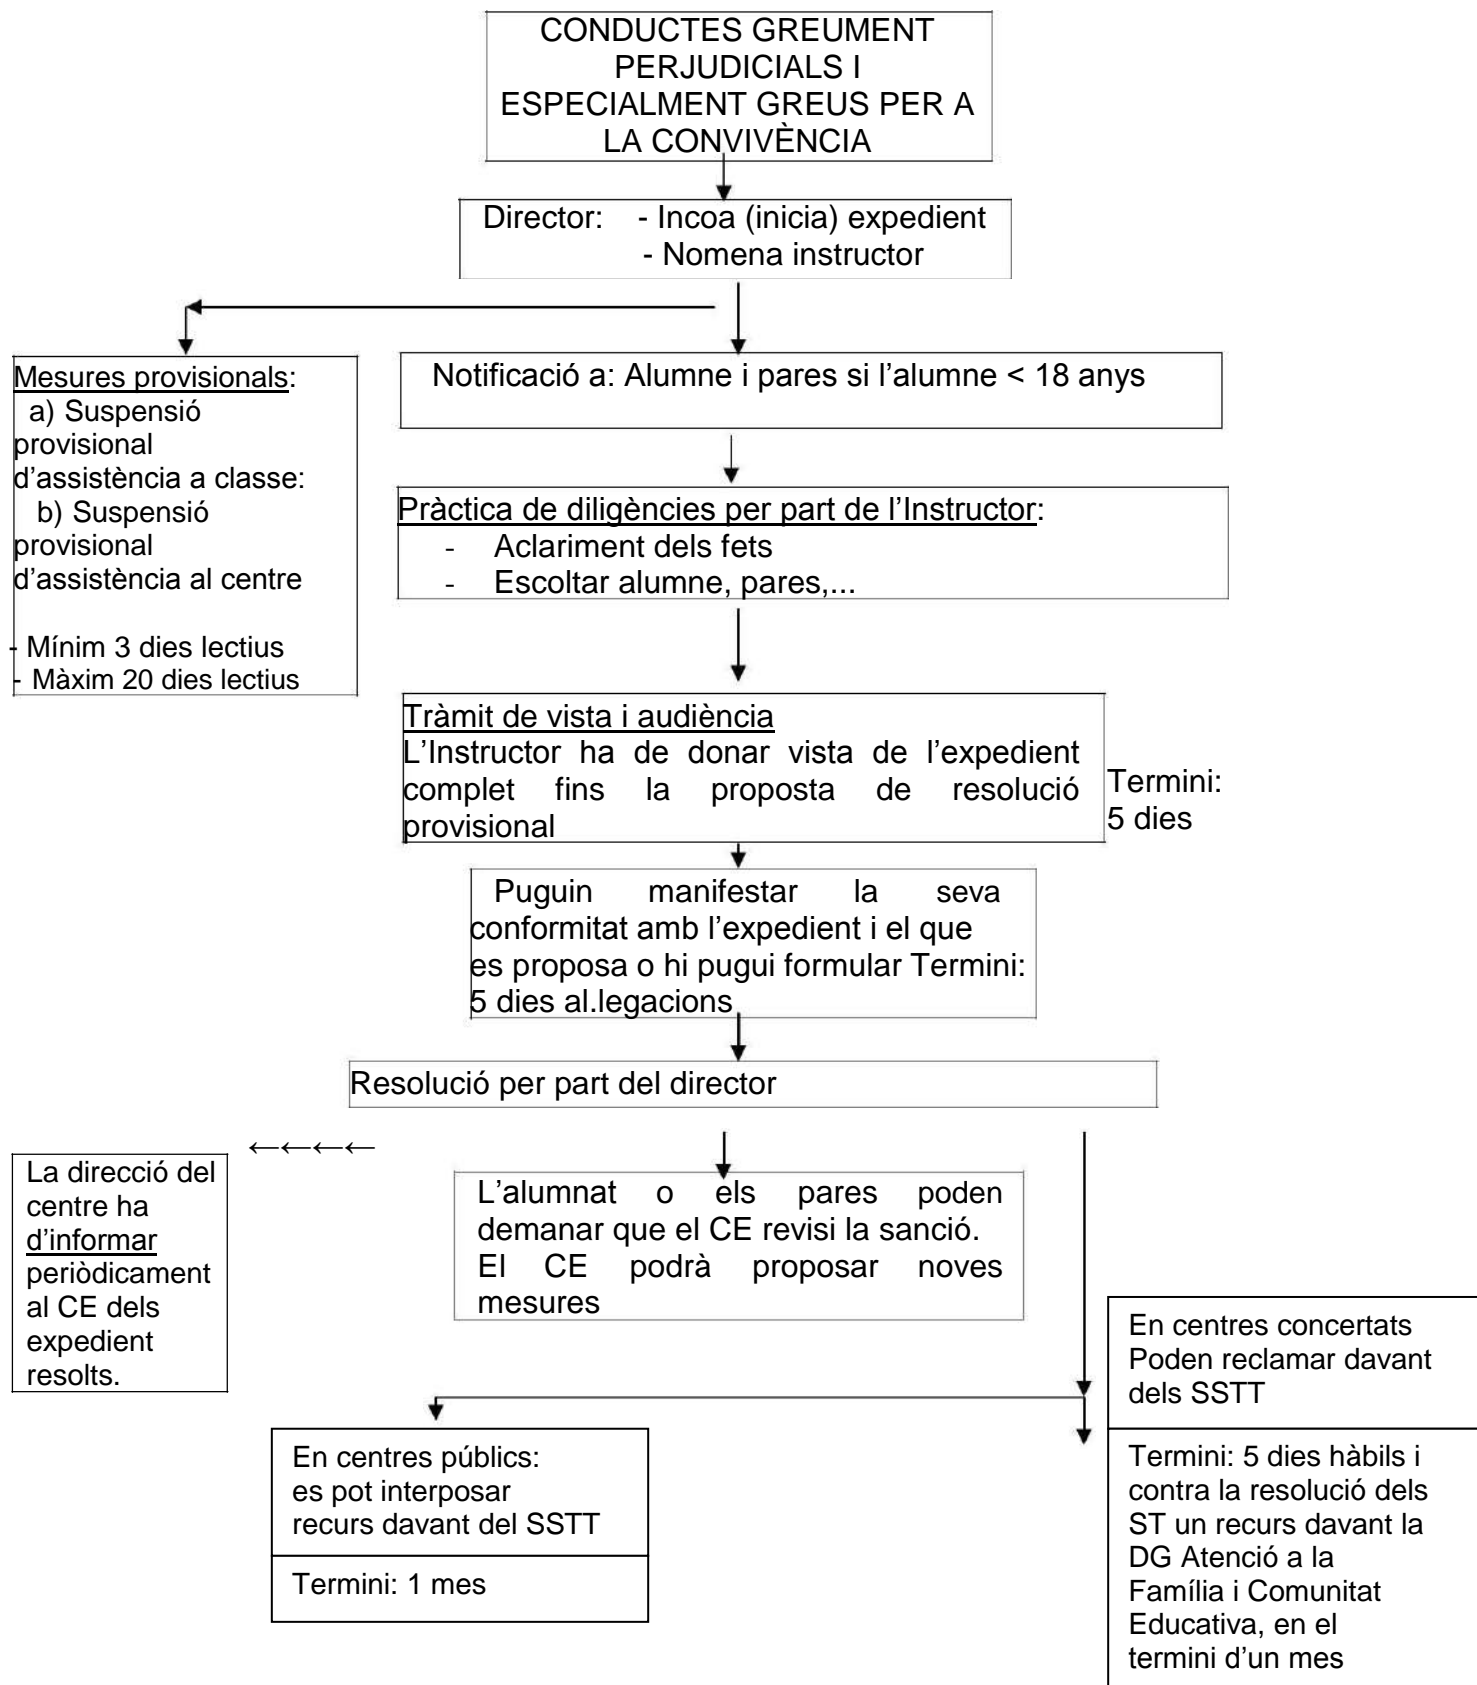 CONDUCTES GREUMENT
PERJUDICIALS I
ESPECIALMENT GREUS PER A
LA CONVIVÈNCIA
Director: - Incoa (inicia) expedient
- Nomena instructor
Mesures provisionals:
a) Suspensió
provisional
d’assistència a classe:
b) Suspensió
provisional
d’assistència al centre
- Mínim 3 dies lectius
- Màxim 20 dies lectius
Notificació a: Alumne i pares si l’alumne < 18 anys
Pràctica de diligències per part de l’Instructor:
- Aclariment dels fets
- Escoltar alumne, pares,...
Tràmit de vista i audiència
L’Instructor ha de donar vista de l’expedient
complet fins la proposta de resolució
provisional
Termini:
5 dies
Puguin manifestar la seva
conformitat amb l’expedient i el que
es proposa o hi pugui formular Termini:
5 dies al.legacions
Resolució per part del director
←←←←
La direcció del
centre ha
d’informar
periòdicament
al CE dels
expedient
resolts.
L’alumnat o els pares poden
demanar que el CE revisi la sanció.
El CE podrà proposar noves
mesures
En centres públics:
es pot interposar
recurs davant del SSTT
Termini: 1 mes
En centres concertats
Poden reclamar davant
dels SSTT
Termini: 5 dies hàbils i
contra la resolució dels
ST un recurs davant la
DG Atenció a la
Família i Comunitat
Educativa, en el
termini d’un mes